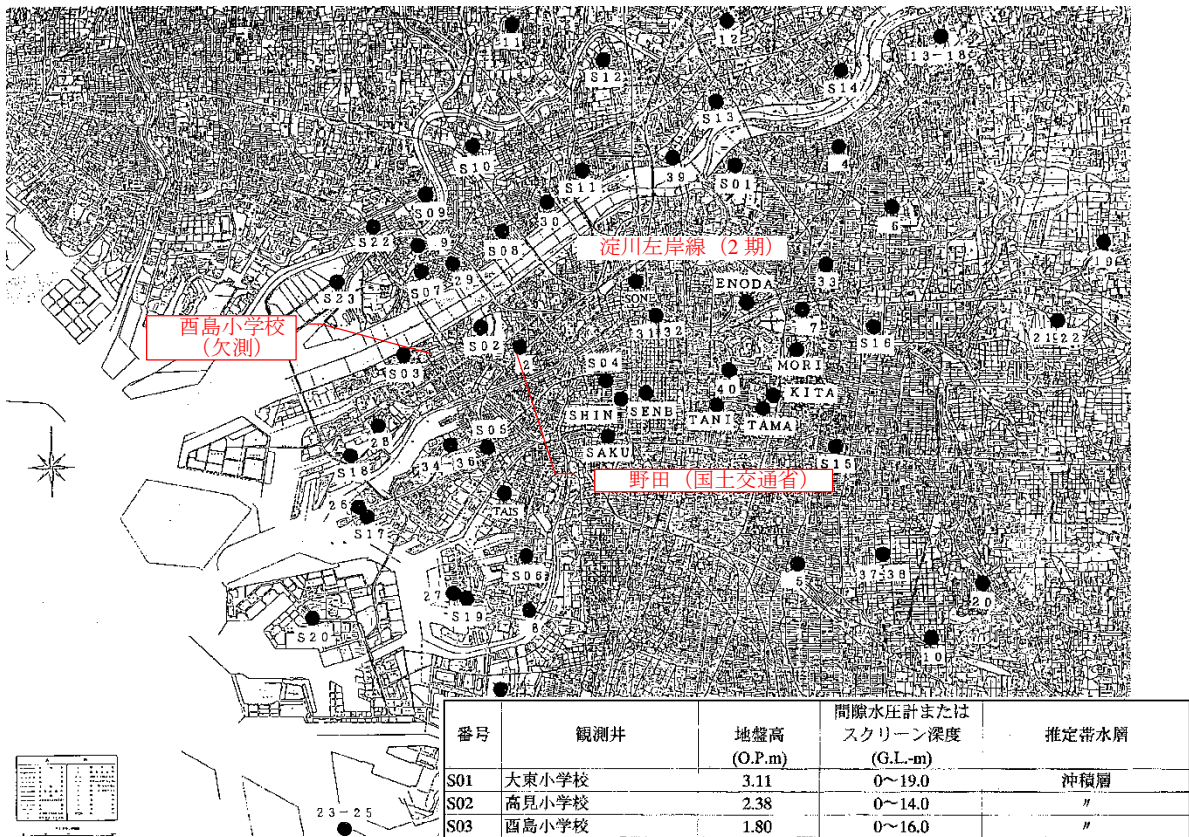 S11
12
13-18
S12
S14
S13
S10
39
4
S11
S01
S09
30
6
S22
9
S08
淀川左岸線（2期）
19
29
S07
33
S23
SONE
ENODA
酉島小学校
（欠測）
31-32
7
S02
S16
21-22
2
MORI
S03
S04
40
KITA
SHIN
SENB
TANI
TAMA
28
S05
SAKU
S18
34-36
S15
野田（国土交通省）
26
TAIS
S17
S06
5
37-38
27
20
S19
8
S20
10
23-25
番号
観測井
地盤高
(O.P.m)
間隙水圧計または
スクリーン深度
(G.L.-m)
推定帯水層
S01 大東小学校 3.11 0～19.0 沖積層
S02 高見小学校 2.38 0～14.0 〃
S03 酉島小学校 1.80 0～16.0 〃